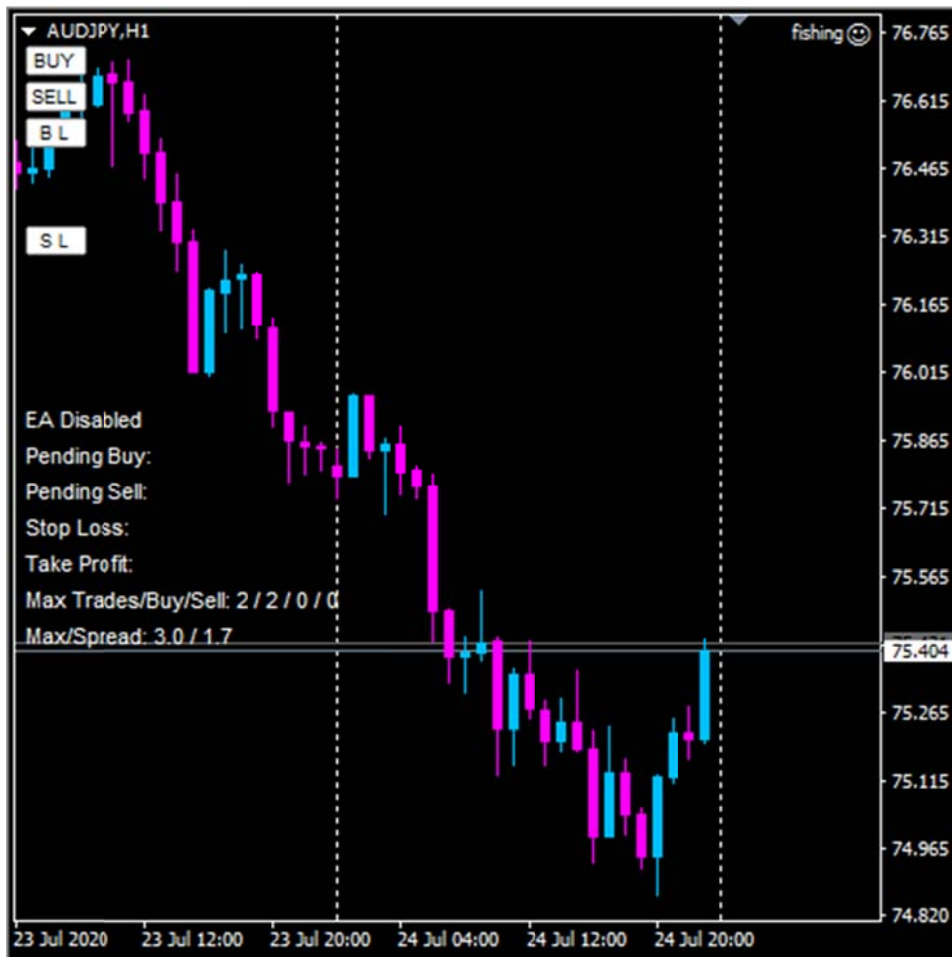 AUDJPY,H1
fishing
BUY
SELL
B L
S L
EA Disabled
Pending Buy:
Pending Sell:
Stop Loss:
Take Profit:
Max Trades/Buy/Sell: 2 / 2 / 0 / 0
Max/Spread: 3.0 / 1.7
76.765
76.615
76.465
76.315
76.165
76.015
75.865
75.715
75.565
75.404
75.265
75.115
74.965
74.820
23 Jul 2020
23 Jul 12:00
23 Jul 20:00
24 Jul 04:00
24 Jul 12:00
24 Jul 20:00